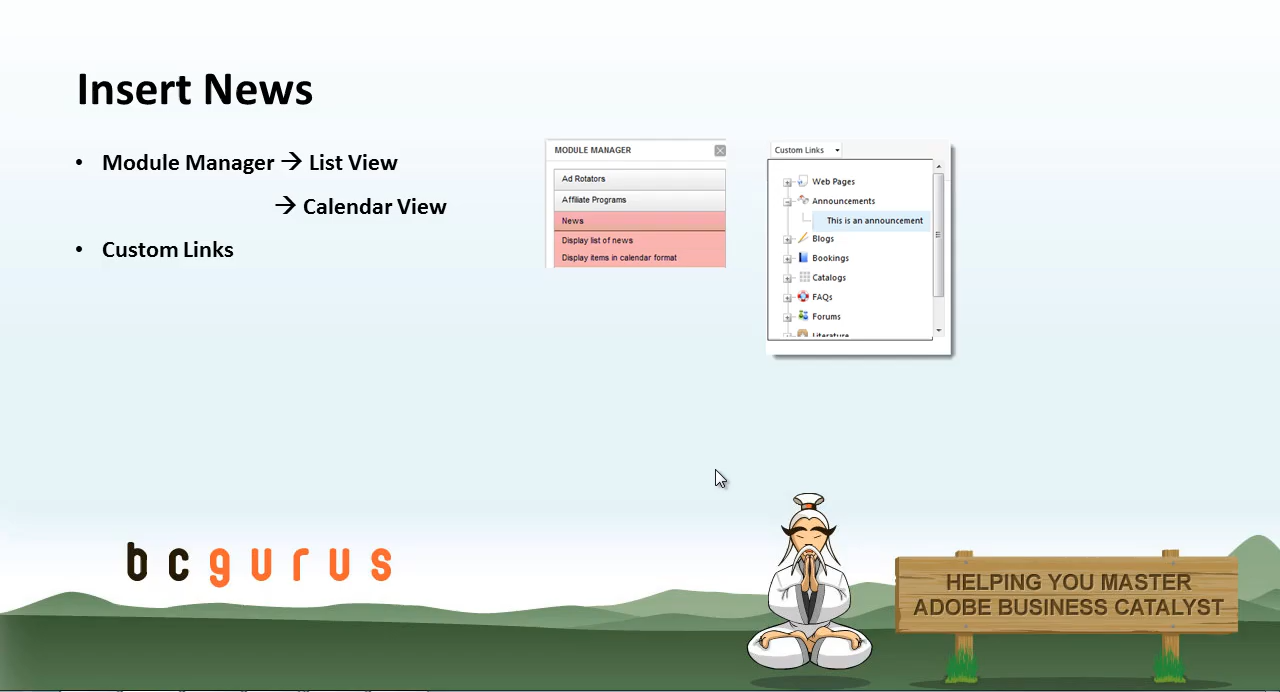 Insert News
• Module Manager → List View
→ Calendar View
• Custom Links
MODULE MANAGER
Ad Rotators
Affiliate Programs
News
Display list of news
Display items in calendar format
Custom Links
Web Pages
Announcements
This is an announcement
Blogs
Bookings
Catalogs
FAQs
Forums
Literature
bcgurus
HELPING YOU MASTER
ADOBE BUSINESS CATALYST